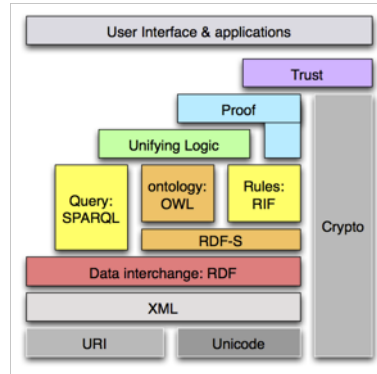 User Interface & applications
Trust
Proof
Unifying Logic
Query:
SPARQL
ontology:
OWL
Rules:
RIF
Crypto
RDF-S
Data interchange: RDF
XML
URI
Unicode